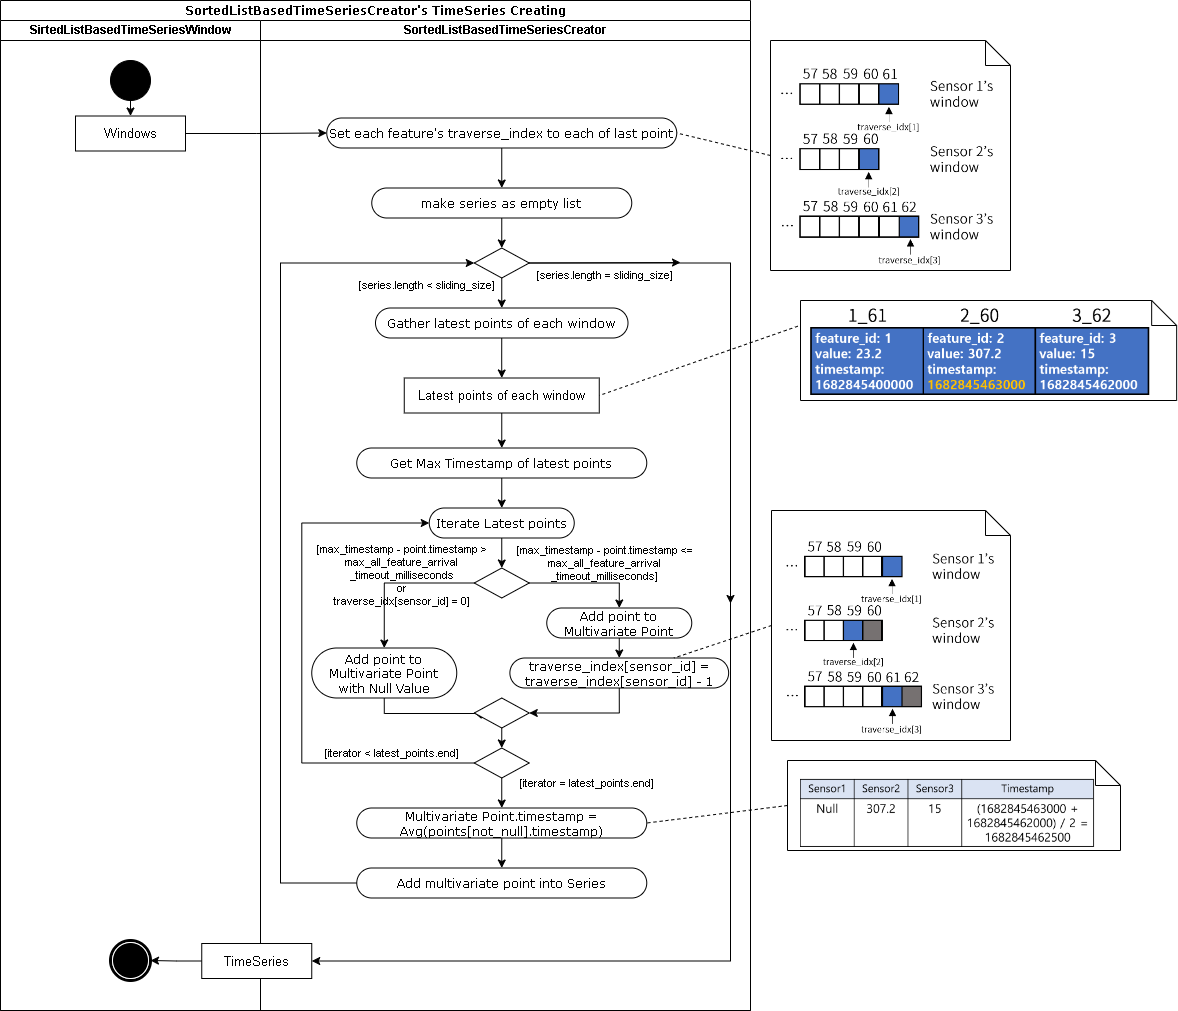 SortedListBasedTimeSeriesCreator's TimeSeries Creating
SirtedListBasedTimeSeriesWindow
SortedListBasedTimeSeriesCreator
Windows
Set each feature's traverse_index to each of last point
make series as empty list
[series.length = sliding_size]
[series.length < sliding_size]
Gather latest points of each window
Latest points of each window
Get Max Timestamp of latest points
Iterate Latest points
[max_timestamp - point.timestamp >
max_all_feature_arrival
_timeout_milliseconds
or
traverse_idx[sensor_id] = 0]
[max_timestamp - point.timestamp <=
max_all_feature_arrival
_timeout_milliseconds]
Add point to
Multivariate Point
Add point to
Multivariate Point
with Null Value
traverse_index[sensor_id] =
traverse_index[sensor_id] - 1
[iterator < latest_points.end]
[iterator = latest_points.end]
Multivariate Point.timestamp =
Avg(points[not_null].timestamp)
Add multivariate point into Series
TimeSeries
57 58 59 60 61
...
Sensor 1's
window
traverse_idx[1]
57 58 59 60
...
Sensor 2's
window
traverse_idx[2]
57 58 59 60 61 62
...
Sensor 3's
window
traverse_idx[3]
1_61 2_60 3_62
feature_id: 1
value: 23.2
timestamp:
1682845400000
feature_id: 2
value: 307.2
timestamp:
1682845463000
feature_id: 3
value: 15
timestamp:
1682845462000
57 58 59 60
...
Sensor 1's
window
traverse_idx[1]
57 58 59 60
...
Sensor 2's
window
traverse_idx[2]
57 58 59 60 61 62
...
Sensor 3's
window
traverse_idx[3]
Sensor1 Sensor2 Sensor3 Timestamp
Null 307.2 15 (1682845463000 +
1682845462000) / 2 =
1682845462500